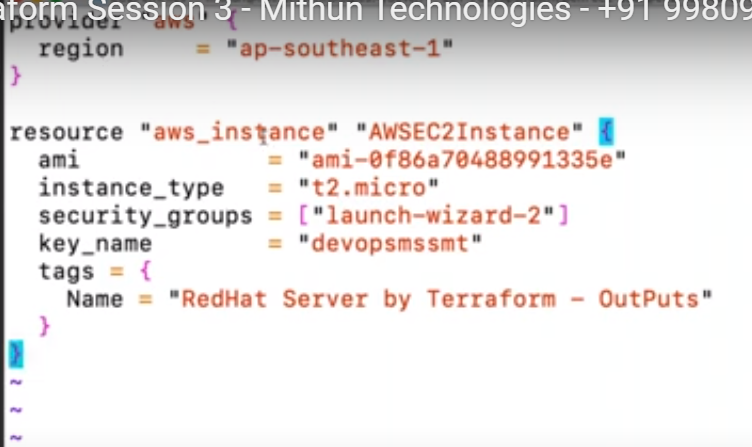 aform Session 3 - Mithun Technologies - +91 99809
provider "aws" {
region = "ap-southeast-1"
}
resource "aws_instance" "AWSEC2Instance" {
ami = "ami-0f86a70488991335e"
instance_type = "t2.micro"
security_groups = ["launch-wizard-2"]
key_name = "devopsmssmt"
tags = {
Name = "RedHat Server by Terraform - OutPuts"
}
}
~
~
~